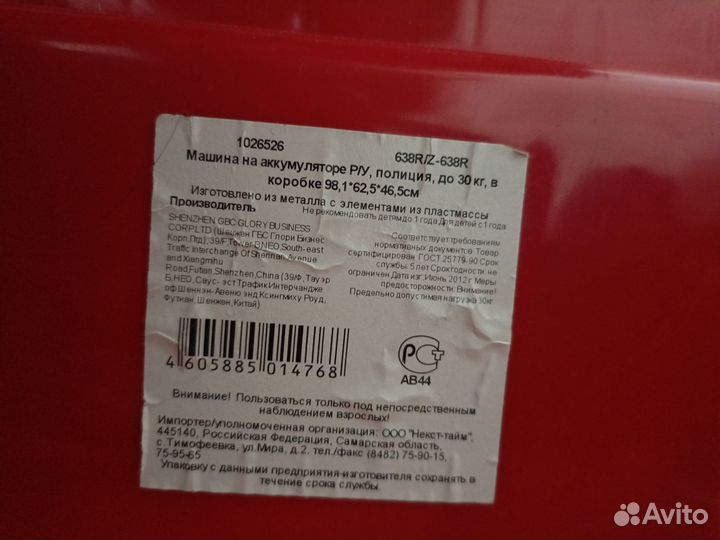 1026526 638R/Z-638R
Машина на аккумуляторе Р/У, полиция, до 30 кг, в
коробке 98,1*62,5*46,5см
Изготовлено из металла с элементами из пластмассы
Производитель
Не рекомендовать детям до 1 года Для детей с 1 года
SHENZHEN GBC GLORY BUSINESS
CORP.LTD (Шенжен ГБС Глори Бизнес
Корп.Лтд); 39/F,Tower B,NEO,South-east
Traffic Interchange Of Shennan Avenue
and Xiangmihu
Road,Futian,Shenzhen,China (39/Ф, Тауэр
Б,НЕО, Саус- эст Трафик Интерчандже
оф Шеннэн-Авеню энд Ксингмиху Роуд,
Футиан, Шенжен, Китай)
Соответствует требованиям
нормативных документов Товар
сертифицирован ГОСТ 25779-90 Срок
службы: 5 лет Срок годности: не
ограничен Дата изг: Июнь 2012 г Меры
предосторожности: Внимание!
Предельно допустимая нагрузка 30кг
4 605885 014768
РСТ
АВ44
Внимание! Пользоваться только под непосредственным
наблюдением взрослых!
Импортер/уполномоченная организация: ООО "Некст-тайм",
445140, Российская Федерация, Самарская область,
с.Тимофеевка, ул.Мира, д.2. тел./факс (8482) 75-90-15,
75-95-65
Упаковку с данными предприятия-изготовителя сохранять в
течение срока службы.
Avito